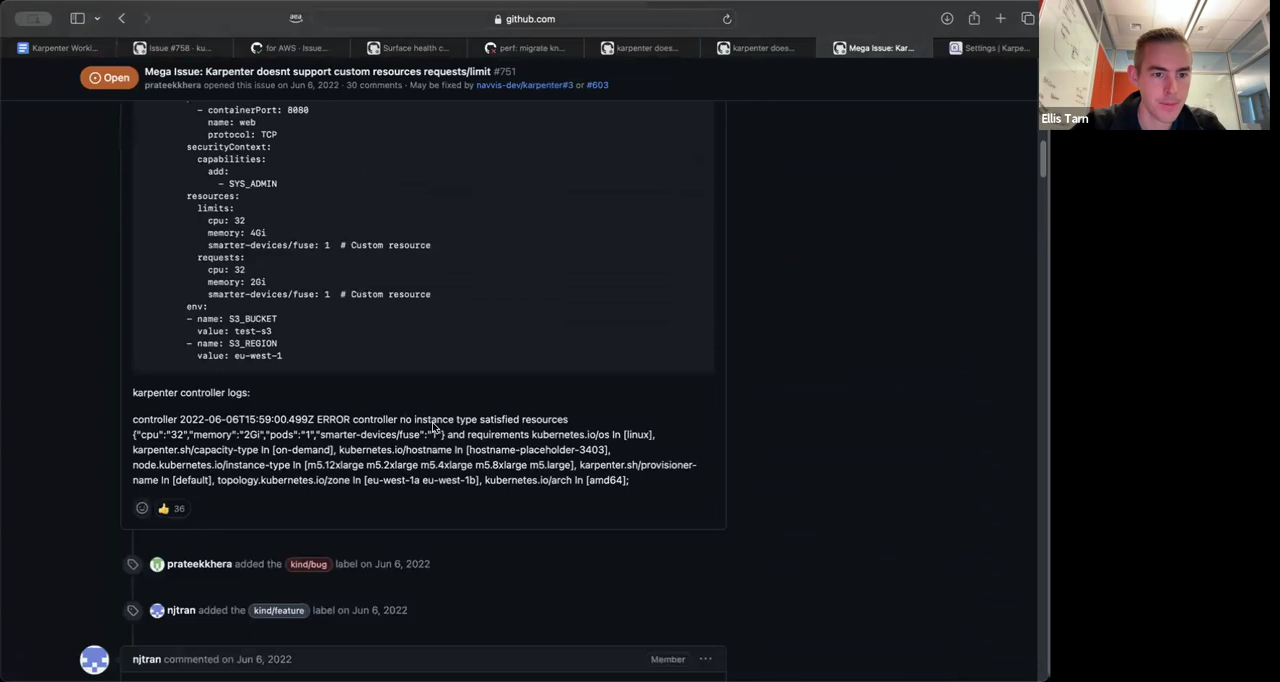 github.com
Karpenter Worki...
Issue #758 · ku...
for AWS · Issue...
Surface health c...
perf: migrate kn...
karpenter does...
karpenter does...
Mega Issue: Kar...
Settings | Karpe...
Ellis Tarn
Open
Mega Issue: Karpenter doesnt support custom resources requests/limit #751
prateekkhera opened this issue on Jun 6, 2022 · 30 comments · May be fixed by navvis-dev/karpenter#3 or #603
- containerPort: 8080
name: web
protocol: TCP
securityContext:
capabilities:
add:
- SYS_ADMIN
resources:
limits:
cpu: 32
memory: 4Gi
smarter-devices/fuse: 1 # Custom resource
requests:
cpu: 32
memory: 2Gi
smarter-devices/fuse: 1 # Custom resource
env:
- name: S3_BUCKET
value: test-s3
- name: S3_REGION
value: eu-west-1
karpenter controller logs:
controller 2022-06-06T15:59:00.499Z ERROR controller no instance type satisfied resources
{"cpu":"32","memory":"2Gi","pods":"1","smarter-devices/fuse":"1"} and requirements kubernetes.io/os In [linux],
karpenter.sh/capacity-type In [on-demand], kubernetes.io/hostname In [hostname-placeholder-3403],
node.kubernetes.io/instance-type In [m5.12xlarge m5.2xlarge m5.4xlarge m5.8xlarge m5.large], karpenter.sh/provisioner-
name In [default], topology.kubernetes.io/zone In [eu-west-1a eu-west-1b], kubernetes.io/arch In [amd64];
36
prateekkhera added the kind/bug label on Jun 6, 2022
njtran added the kind/feature label on Jun 6, 2022
njtran commented on Jun 6, 2022
Member